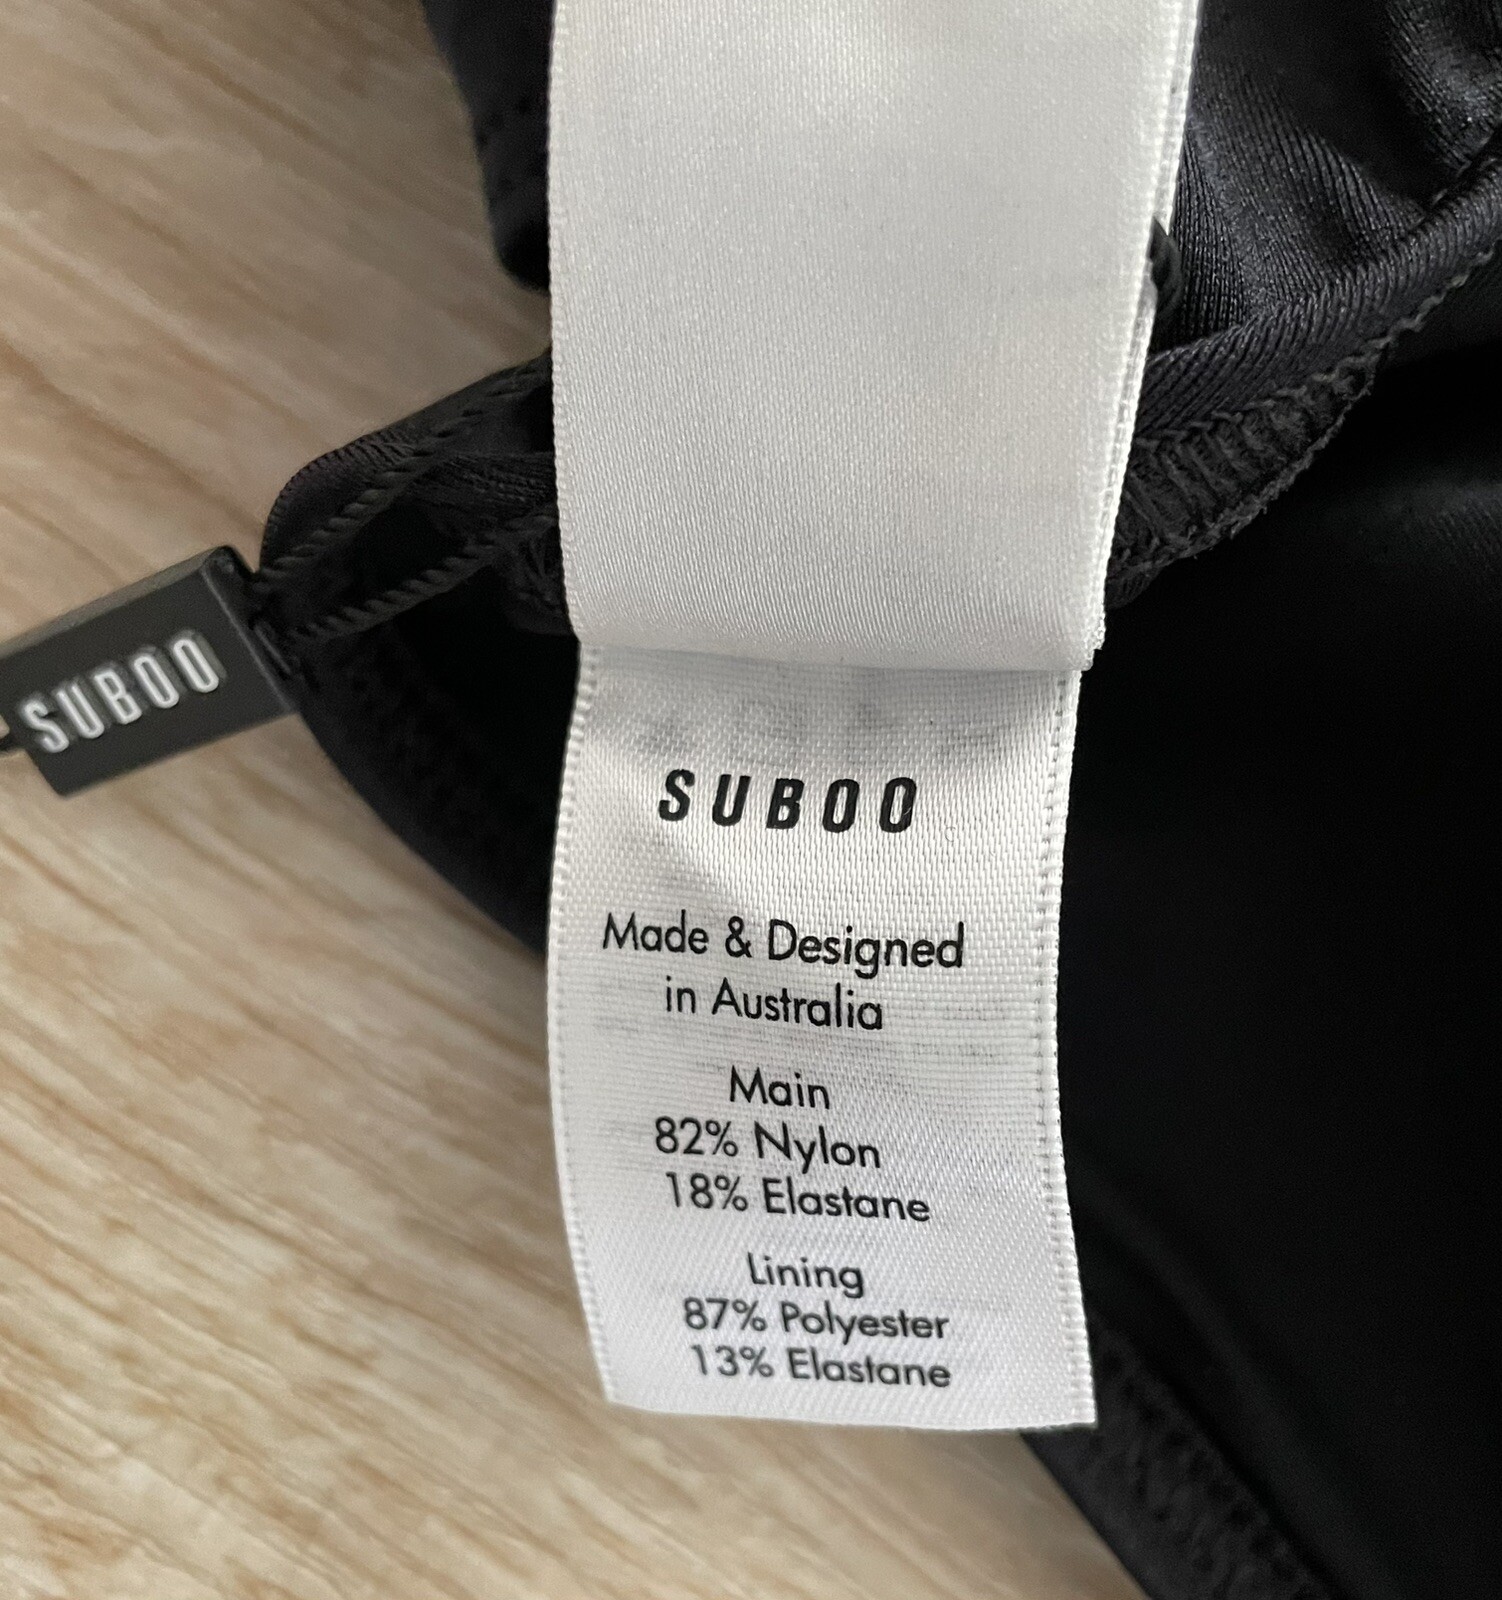 SUBOO
SUBOO
Made & Designed
in Australia
Main
82% Nylon
18% Elastane
Lining
87% Polyester
13% Elastane